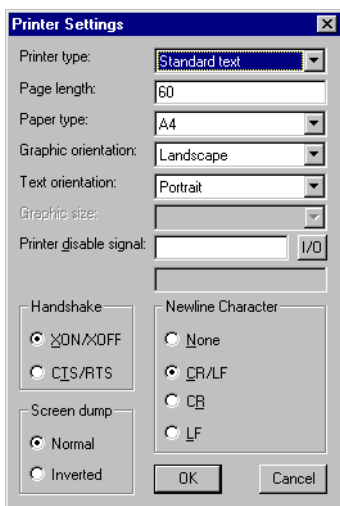 Printer Settings
Printer type: Standard text
Page length: 60
Paper type: A4
Graphic orientation: Landscape
Text orientation: Portrait
Graphic size:
Printer disable signal: I/O
Handshake
XON/XOFF
CTS/RTS
Screen dump
Normal
Inverted
Newline Character
None
CR/LF
CR
LF
OK Cancel